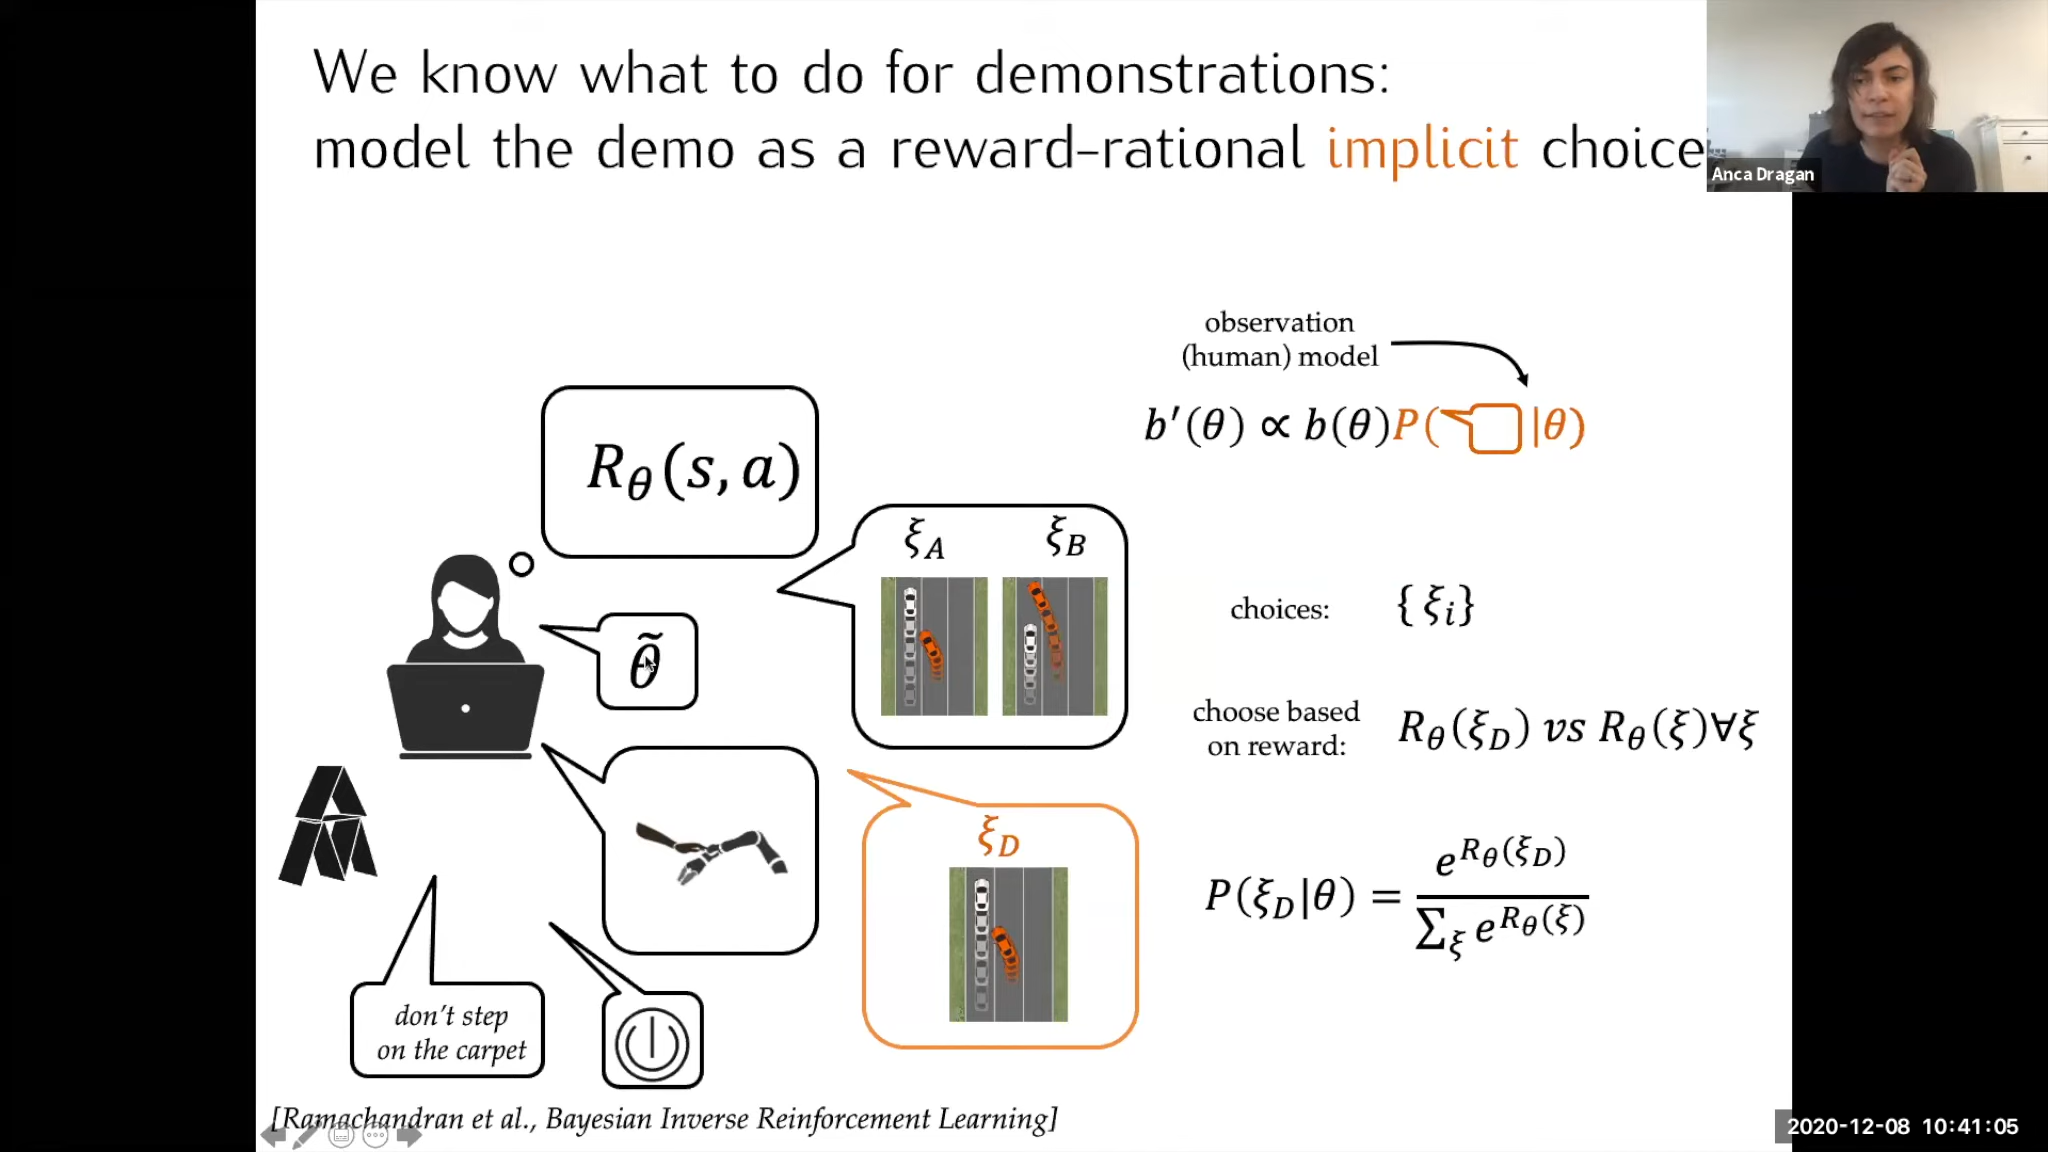 We know what to do for demonstrations:
model the demo as a reward-rational implicit choice
Anca Dragan
observation
(human) model
b′(θ) ∝ b(θ)P( |θ)
R_θ(s, a)
ξ_A ξ_B
choices: { ξ_i}
θ̃
choose based
on reward:
R_θ(ξ_D) vs R_θ(ξ)∀ξ
ξ_D
P(ξ_D|θ) = e^{R_θ(ξ_D)} / ∑_ξ e^{R_θ(ξ)}
don't step
on the carpet
[Ramachandran et al., Bayesian Inverse Reinforcement Learning]
2020-12-08 10:41:05